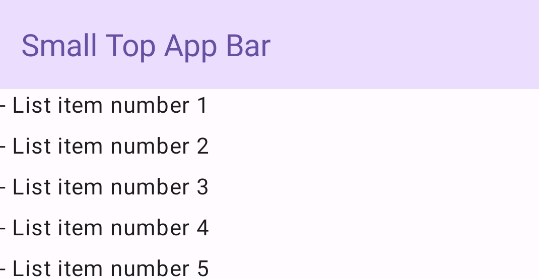 Small Top App Bar
- List item number 1
- List item number 2
- List item number 3
- List item number 4
- List item number 5